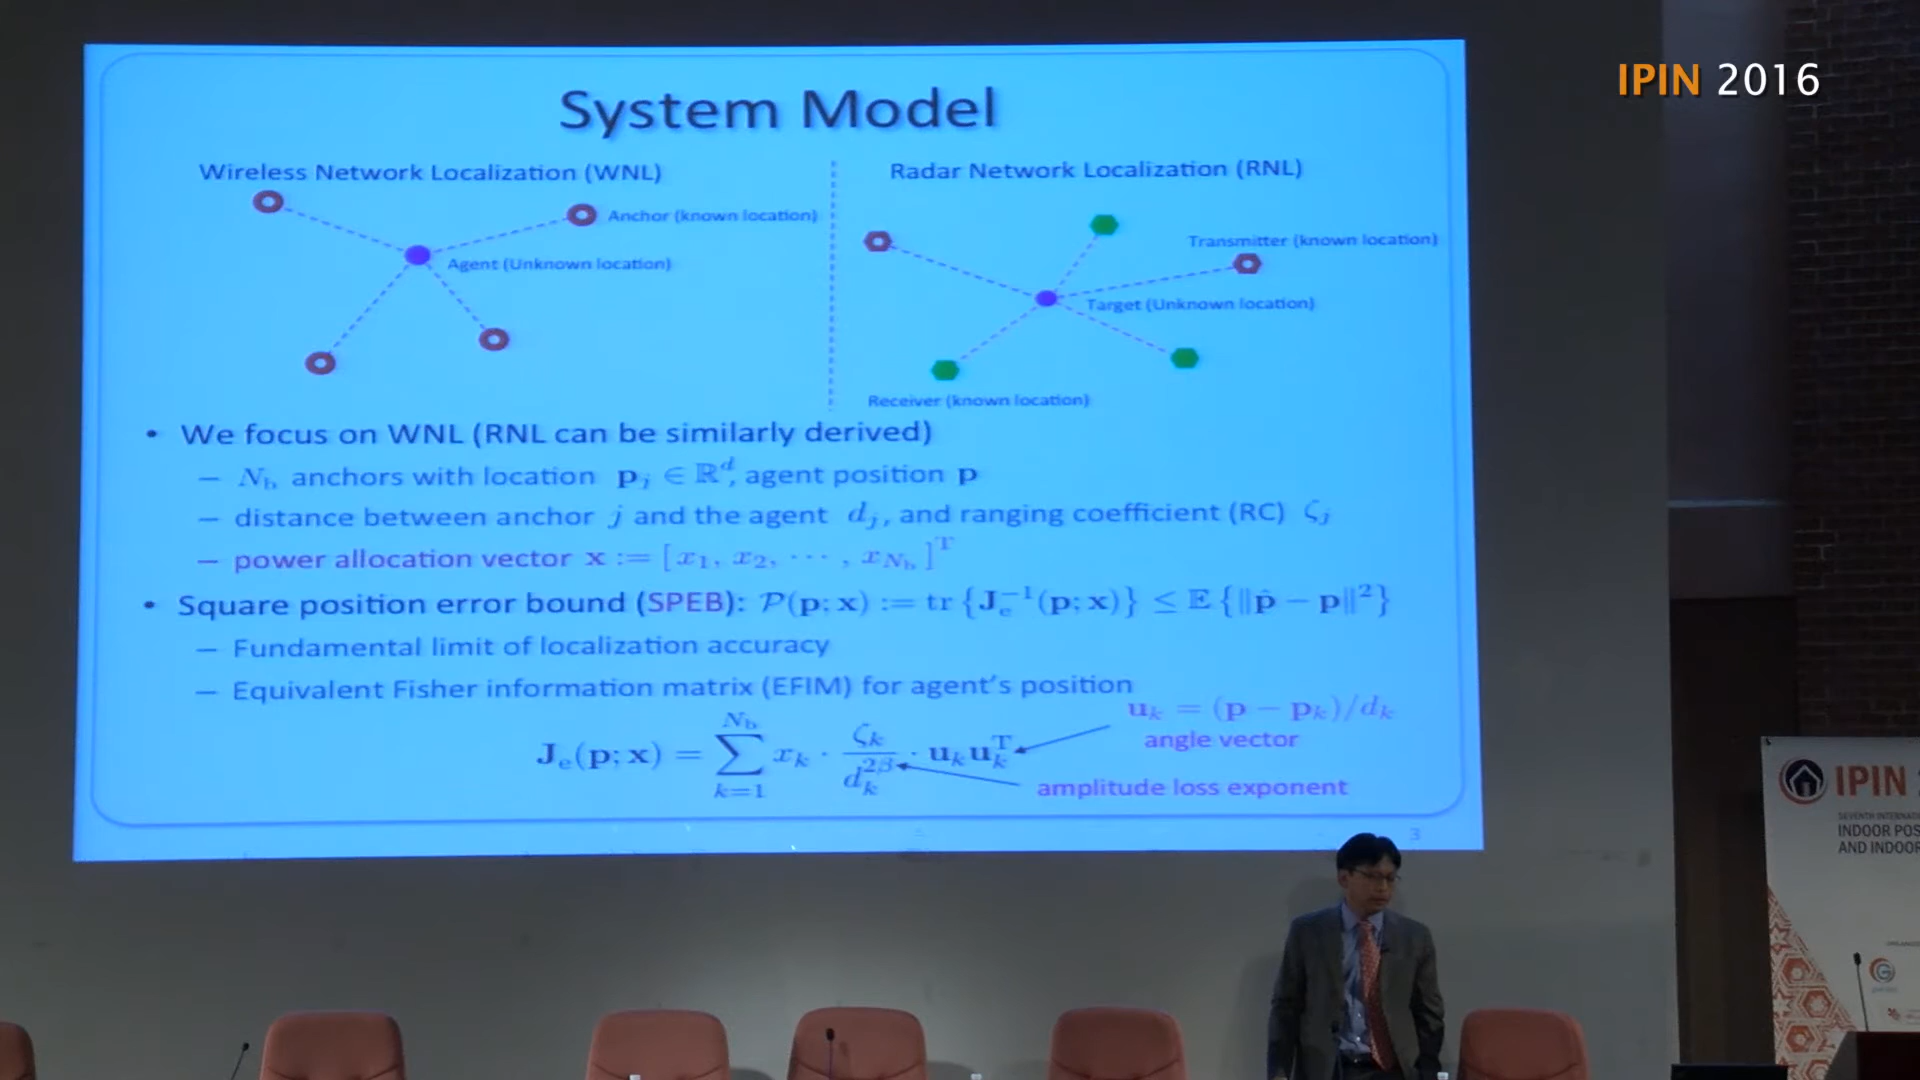 IPIN 2016
System Model
Wireless Network Localization (WNL)
Anchor (known location)
Agent (Unknown location)
Radar Network Localization (RNL)
Transmitter (known location)
Target (Unknown location)
Receiver (known location)
• We focus on WNL (RNL can be similarly derived)
– N_b anchors with location p_j ∈ ℝ^d, agent position p
– distance between anchor j and the agent d_j, and ranging coefficient (RC) ζ_j
– power allocation vector x := [x_1, x_2, ⋯ , x_{N_b}]^T
• Square position error bound (SPEB): 𝒫(p; x) := tr {J_e^{-1}(p; x)} ≤ 𝔼 {‖p̂ − p‖^2}
– Fundamental limit of localization accuracy
– Equivalent Fisher information matrix (EFIM) for agent's position
J_e(p; x) = ∑_{k=1}^{N_b} x_k · ζ_k / d_k^{2β} · u_k u_k^T
u_k = (p − p_k)/d_k
angle vector
amplitude loss exponent
3
IPIN
SEVENTH
INDOOR
AND INDOOR